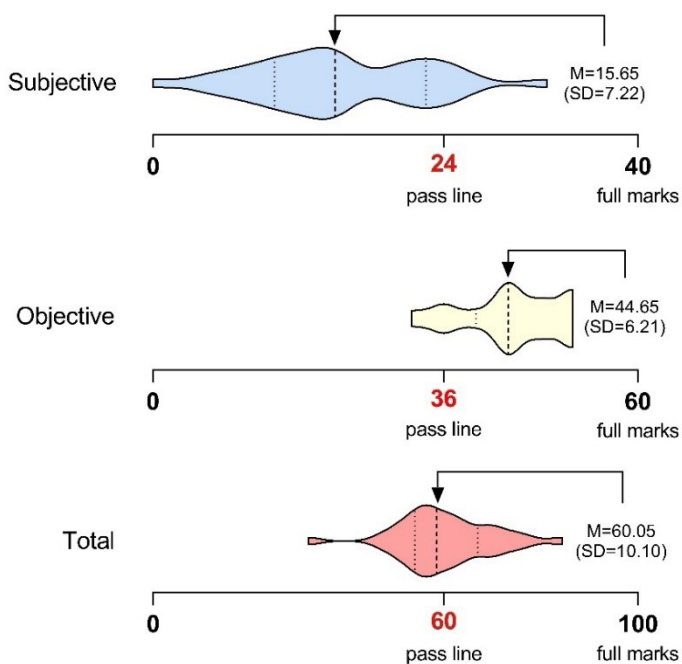 Subjective
M=15.65
(SD=7.22)
0
24
40
pass line
full marks
Objective
M=44.65
(SD=6.21)
0
36
60
pass line
full marks
Total
M=60.05
(SD=10.10)
0
60
100
pass line
full marks